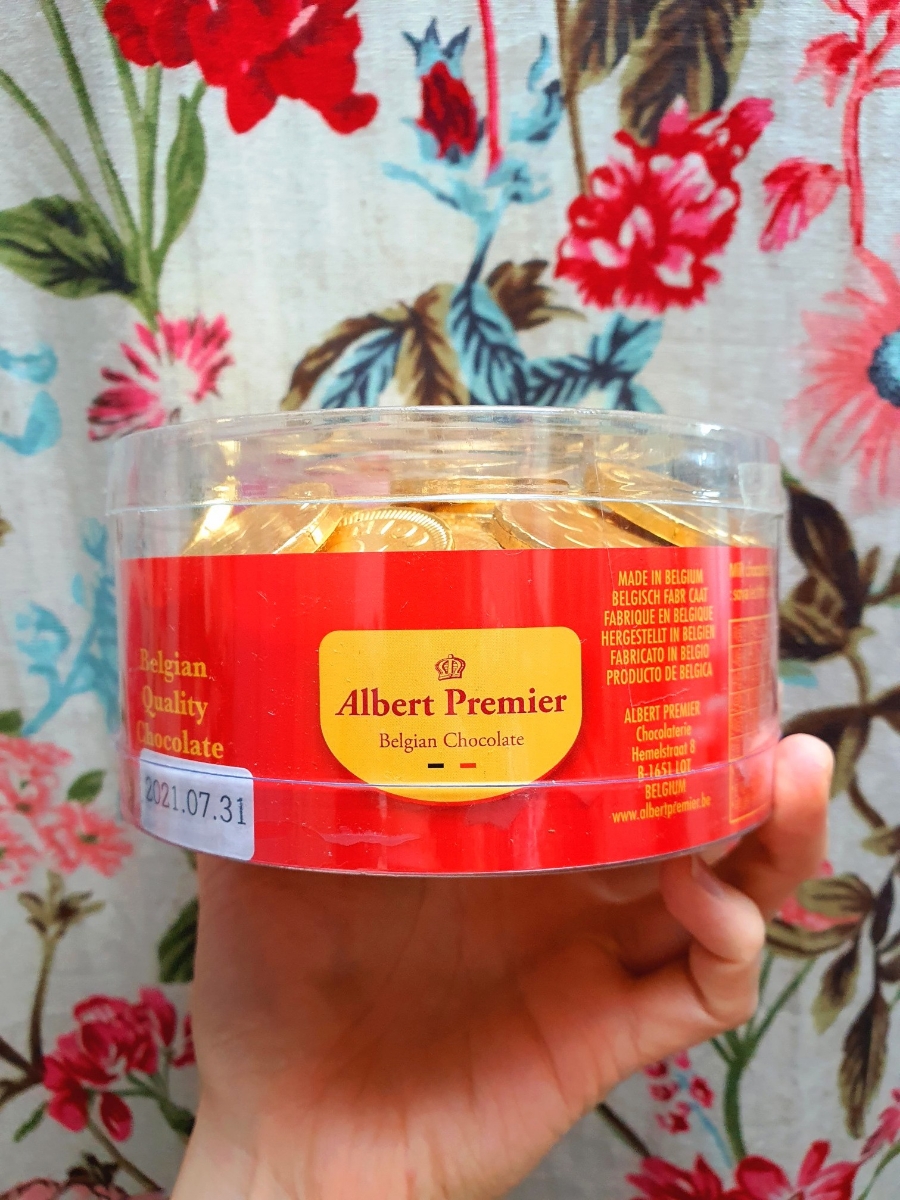 Belgian
Quality
Chocolate
2021.07.31
Albert Premier
Belgian Chocolate
MADE IN BELGIUM
BELGISCH FABR CAAT
FABRIQUE EN BELGIQUE
HERGESTELLT IN BELGIEN
FABRICATO IN BELGIO
PRODUCTO DE BELGICA
ALBERT PREMIER
Chocolaterie
Hemelstraat 8
B-1651 LOT
BELGIUM
www.albertpremier.be
Milk